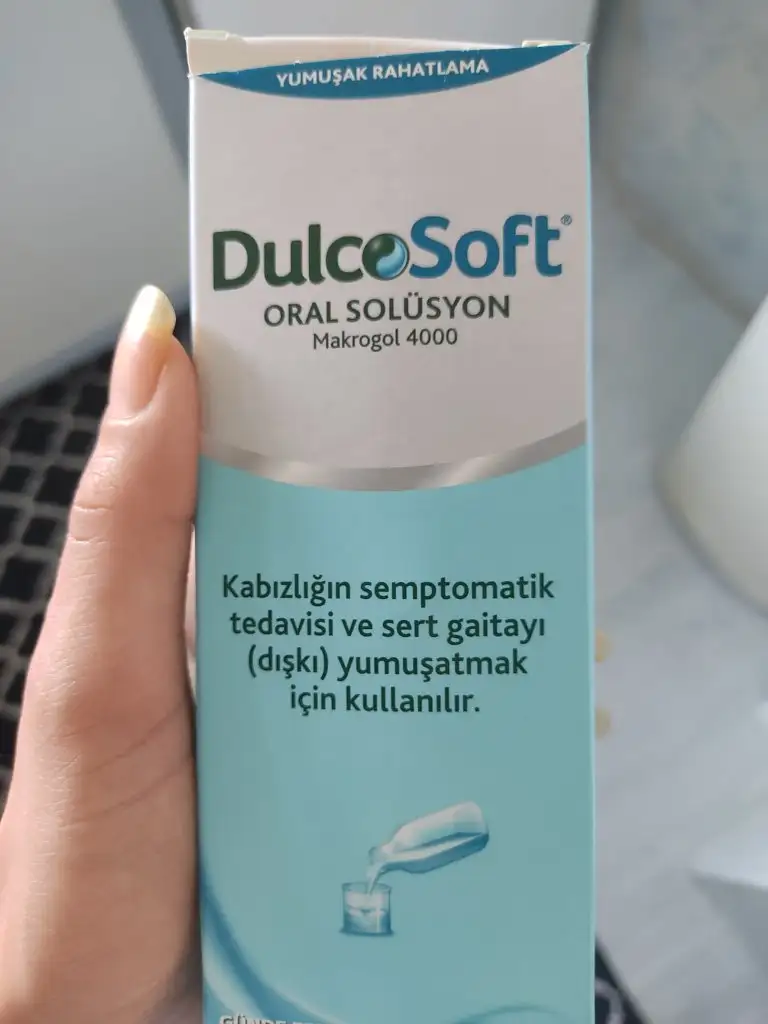 YUMUŞAK RAHATLAMA
DulcoSoft®
ORAL SOLÜSYON
Makrogol 4000
Kabızlığın semptomatik
tedavisi ve sert gaitayı
(dışkı) yumuşatmak
için kullanılır.